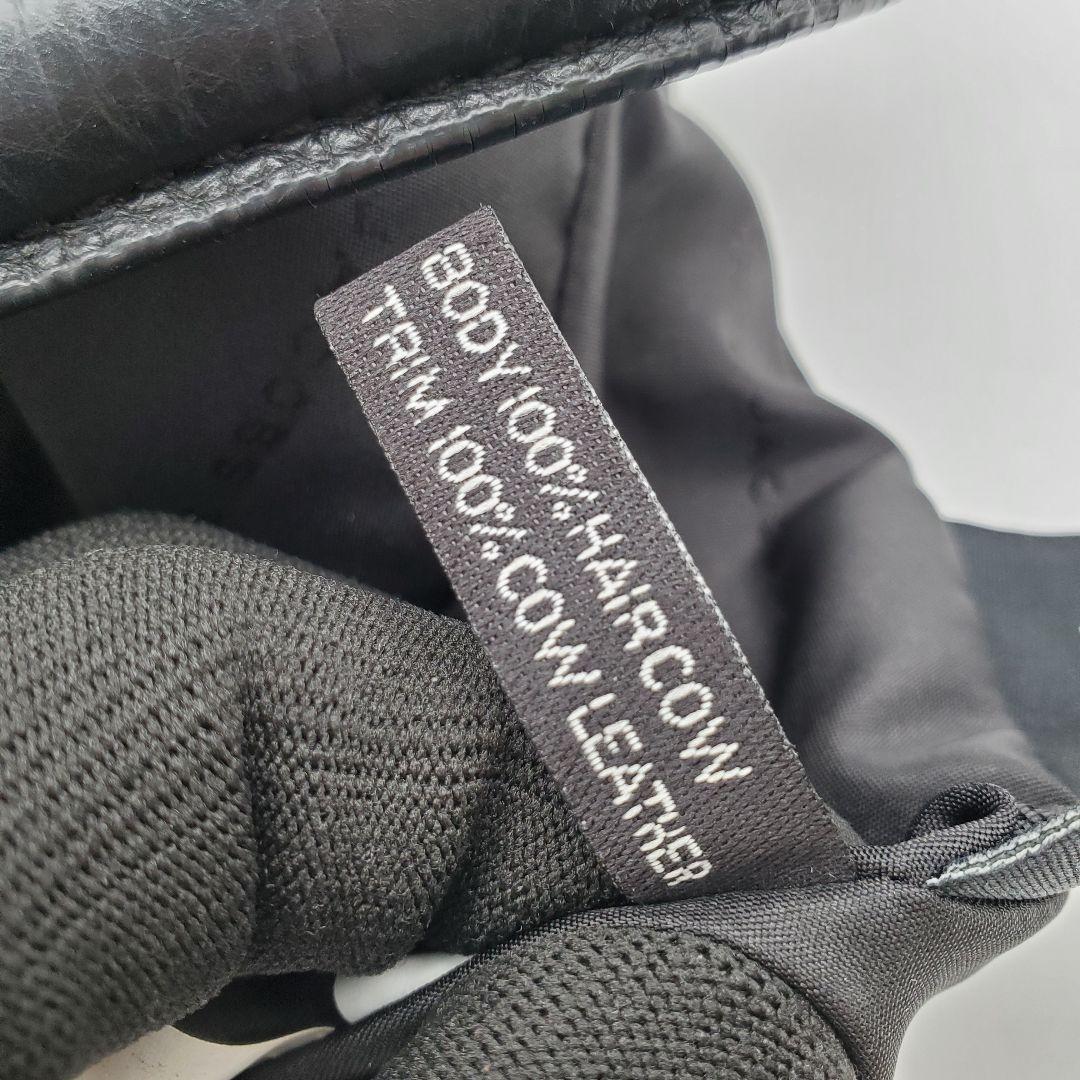 BODY 100% HAIR COW
TRIM 100% COW LEATHER